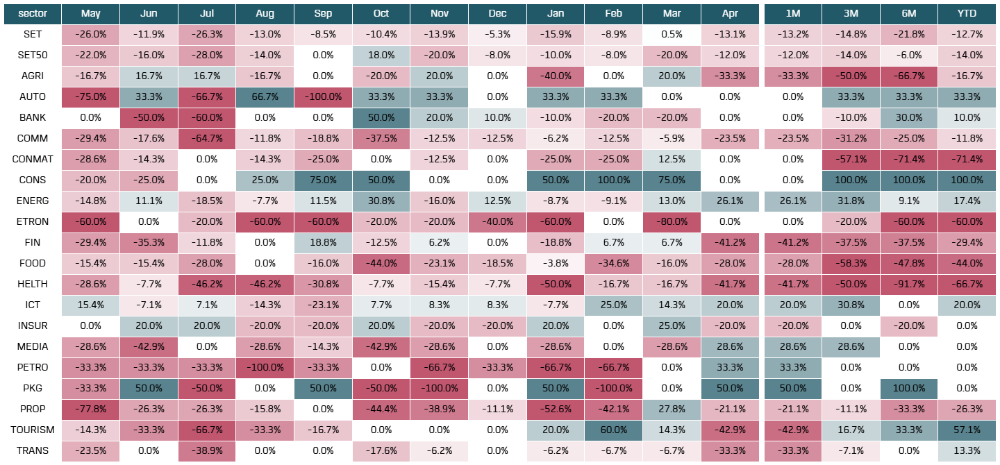 sector May Jun Jul Aug Sep Oct Nov Dec Jan Feb Mar Apr 1M 3M 6M YTD
SET -26.0% -11.9% -26.3% -13.0% -8.5% -10.4% -13.9% -5.3% -15.9% -8.9% 0.5% -13.1% -13.2% -14.8% -21.8% -12.7%
SET50 -22.0% -16.0% -28.0% -14.0% 0.0% 18.0% -20.0% -8.0% -10.0% -8.0% -20.0% -12.0% -12.0% -14.0% -6.0% -14.0%
AGRI -16.7% 16.7% 16.7% -16.7% 0.0% -20.0% 20.0% 0.0% -40.0% 0.0% 20.0% -33.3% -33.3% -50.0% -66.7% -16.7%
AUTO -75.0% 33.3% -66.7% 66.7% -100.0% 33.3% 33.3% 0.0% 33.3% 33.3% 0.0% 0.0% 0.0% 33.3% 33.3% 33.3%
BANK 0.0% -50.0% -60.0% 0.0% 0.0% 50.0% 20.0% 10.0% -10.0% -20.0% -20.0% 0.0% 0.0% -10.0% 30.0% 10.0%
COMM -29.4% -17.6% -64.7% -11.8% -18.8% -37.5% -12.5% -12.5% -6.2% -12.5% -5.9% -23.5% -23.5% -31.2% -25.0% -11.8%
CONMAT -28.6% -14.3% 0.0% -14.3% -25.0% 0.0% -12.5% 0.0% -25.0% -25.0% 12.5% 0.0% 0.0% -57.1% -71.4% -71.4%
CONS -20.0% -25.0% 0.0% 25.0% 75.0% 50.0% 0.0% 0.0% 50.0% 100.0% 75.0% 0.0% 0.0% 100.0% 100.0% 100.0%
ENERG -14.8% 11.1% -18.5% -7.7% 11.5% 30.8% -16.0% 12.5% -8.7% -9.1% 13.0% 26.1% 26.1% 31.8% 9.1% 17.4%
ETRON -60.0% 0.0% -20.0% -60.0% -60.0% -20.0% -20.0% -40.0% -60.0% 0.0% -80.0% 0.0% 0.0% -20.0% -60.0% -60.0%
FIN -29.4% -35.3% -11.8% 0.0% 18.8% -12.5% 6.2% 0.0% -18.8% 6.7% 6.7% -41.2% -41.2% -37.5% -37.5% -29.4%
FOOD -15.4% -15.4% -28.0% 0.0% -16.0% -44.0% -23.1% -18.5% -3.8% -34.6% -16.0% -28.0% -28.0% -58.3% -47.8% -44.0%
HELTH -28.6% -7.7% -46.2% -46.2% -30.8% -7.7% -15.4% -7.7% -50.0% -16.7% -16.7% -41.7% -41.7% -50.0% -91.7% -66.7%
ICT 15.4% -7.1% 7.1% -14.3% -23.1% 7.7% 8.3% 8.3% -7.7% 25.0% 14.3% 20.0% 20.0% 30.8% 0.0% 20.0%
INSUR 0.0% 20.0% 20.0% -20.0% -20.0% 20.0% -20.0% -20.0% 20.0% 0.0% 25.0% -20.0% -20.0% 0.0% -20.0% 0.0%
MEDIA -28.6% -42.9% 0.0% -28.6% -14.3% -42.9% -28.6% 0.0% -28.6% 0.0% -28.6% 28.6% 28.6% 28.6% 0.0% 0.0%
PETRO -33.3% -33.3% -33.3% -100.0% -33.3% 0.0% -66.7% -33.3% -66.7% -66.7% 0.0% 33.3% 33.3% 0.0% 0.0% 0.0%
PKG -33.3% 50.0% -50.0% 0.0% 50.0% -50.0% -100.0% 0.0% 50.0% -100.0% 0.0% 50.0% 50.0% 0.0% 100.0% 0.0%
PROP -77.8% -26.3% -26.3% -15.8% 0.0% -44.4% -38.9% -11.1% -52.6% -42.1% 27.8% -21.1% -21.1% -11.1% -33.3% -26.3%
TOURISM -14.3% -33.3% -66.7% -33.3% -16.7% 0.0% 0.0% 0.0% 20.0% 60.0% 14.3% -42.9% -42.9% 16.7% 33.3% 57.1%
TRANS -23.5% 0.0% -38.9% 0.0% 0.0% -17.6% -6.2% 0.0% -6.2% -6.7% -6.7% -33.3% -33.3% -7.1% 0.0% 13.3%